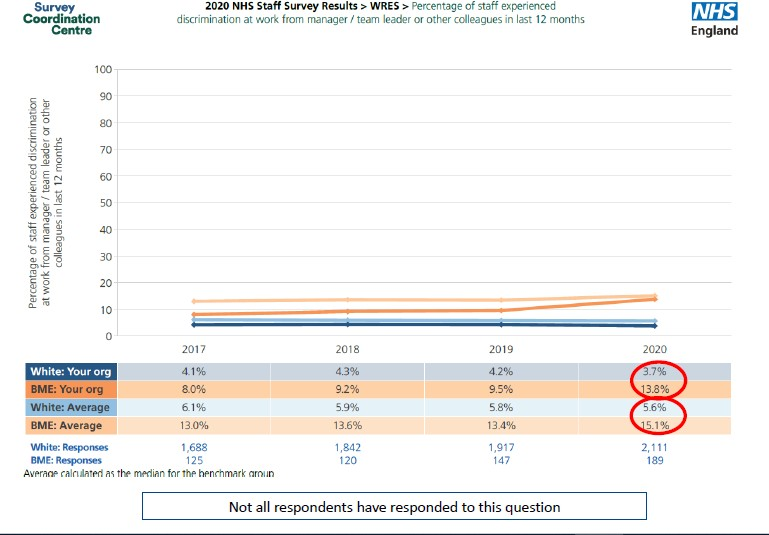 Survey
Coordination
Centre
2020 NHS Staff Survey Results > WRES > Percentage of staff experienced
discrimination at work from manager / team leader or other colleagues in last 12 months
NHS
England
Percentage of staff experienced discrimination
at work from manager / team leader or other
colleagues in last 12 months
100
90
80
70
60
50
40
30
20
10
0
2017 2018 2019 2020
White: Your org 4.1% 4.3% 4.2% 3.7%
BME: Your org 8.0% 9.2% 9.5% 13.8%
White: Average 6.1% 5.9% 5.8% 5.6%
BME: Average 13.0% 13.6% 13.4% 15.1%
White: Responses 1,688 1,842 1,917 2,111
BME: Responses 125 120 147 189
Average calculated as the median for the benchmark group
Not all respondents have responded to this question